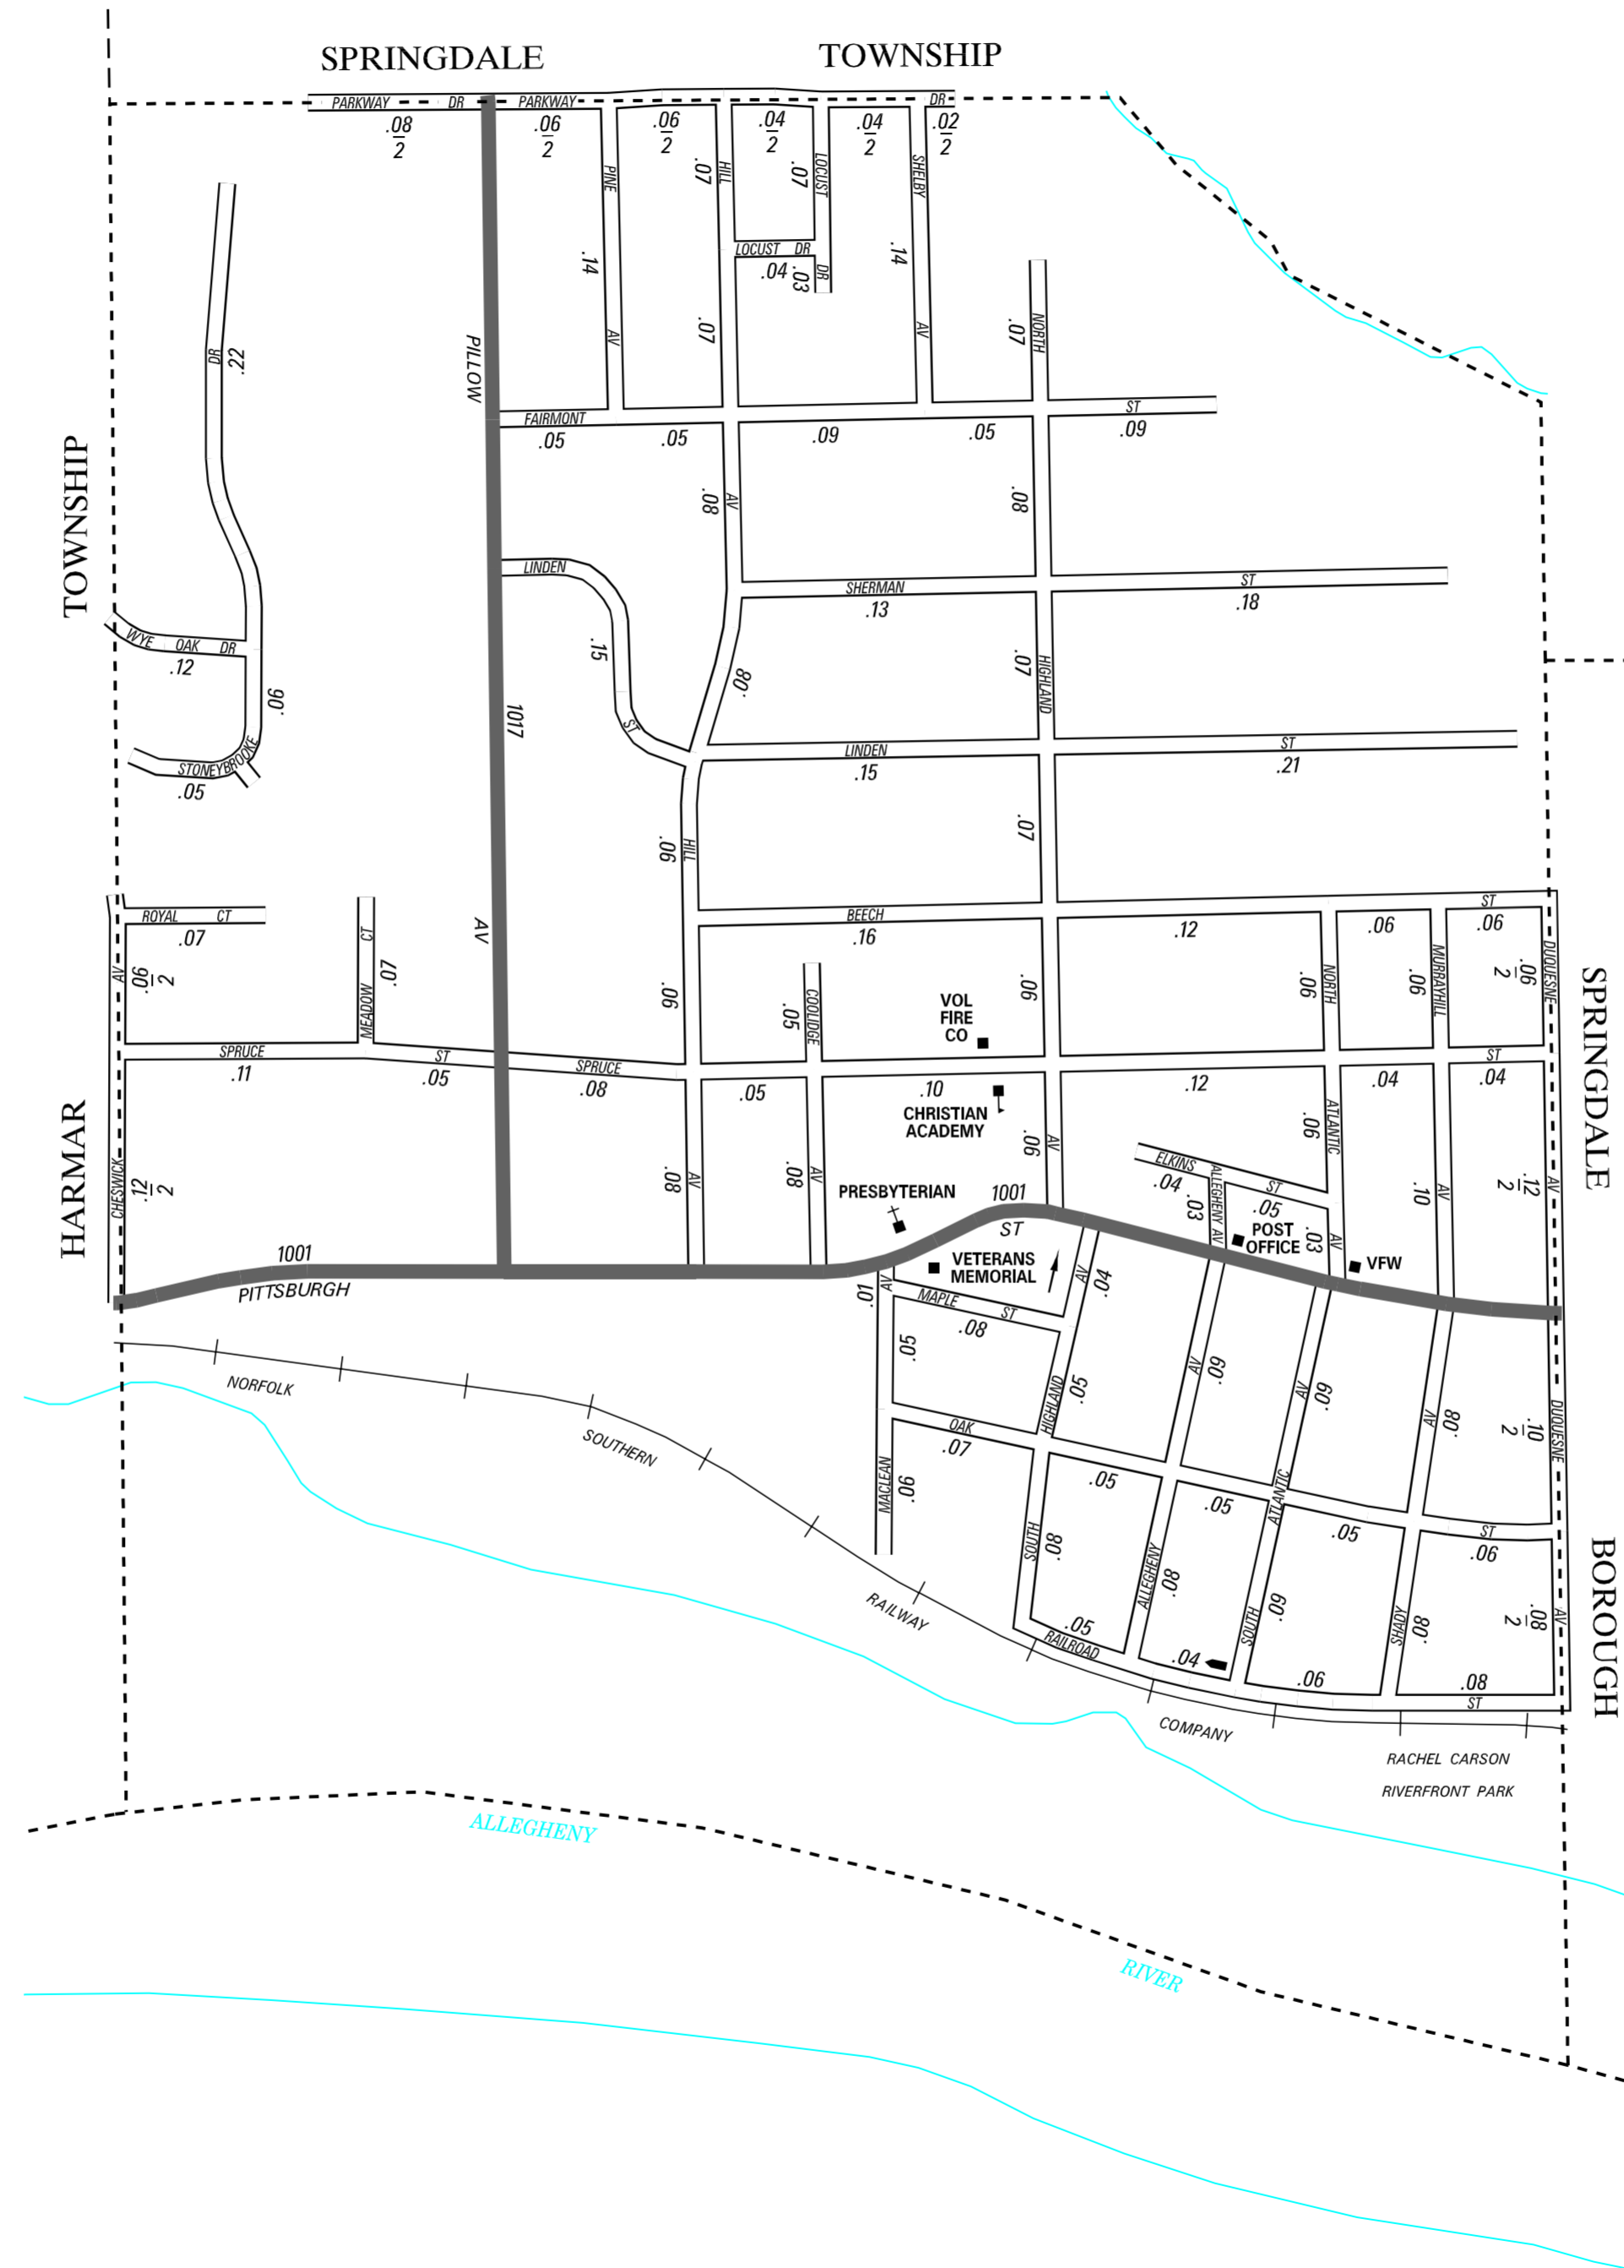 SPRINGDALE TOWNSHIP
PARKWAY DR PARKWAY DR
.08
2
.06
2
.06
2
.04
2
.04
2
.02
2
PINE
HILL
.07
LOCUST
.07
SHELBY
.14
LOCUST DR
.04
.03
DR
.14
NORTH
.07
DR
.22
PILLOW
AV
.07
AV
FAIRMONT ST
.05
.05
.09
.05
.09
TOWNSHIP
AV
.08
.08
LINDEN
.15
ST
SHERMAN ST
.13
.18
WYE OAK DR
.12
.06
.08
HIGHLAND
.07
1017
STONEYBROOKE
.05
LINDEN ST
.15
.21
HILL
.06
.07
ROYAL CT
.07
AV
BEECH ST
.16
.12
.06
.06
AV
.06
2
MEADOW CT
.07
.06
COOLIDGE
.05
VOL
FIRE
CO
.06
NORTH
.06
MURRAYHILL
.06
DUQUESNE
.06
2
SPRINGDALE
SPRUCE ST
.11
.05
SPRUCE ST
.08
.05
.10
.12
.04
.04
CHRISTIAN
ACADEMY
HARMAR
CHESWICK
.12
2
AV
.08
AV
.08
AV
.06
ATLANTIC
.06
AV
AV
.10
AV
.12
2
ELKINS ST
.04
.05
ALLEGHENY AV
.03
.03
PRESBYTERIAN
1001
ST
POST
OFFICE
VFW
1001
PITTSBURGH
VETERANS
MEMORIAL
AV
.01
MAPLE ST
.08
AV
.04
.05
HIGHLAND
.05
AV
.09
AV
.09
AV
.08
DUQUESNE
.10
2
NORFOLK
SOUTHERN
RAILWAY
COMPANY
OAK ST
.07
.05
.05
.05
.06
MACLEAN
.06
SOUTH
.08
ALLEGHENY
.08
ATLANTIC
SOUTH
.09
SHADY
.08
AV
.08
2
BOROUGH
RAILROAD ST
.05
.04
.06
.08
RACHEL CARSON
RIVERFRONT PARK
ALLEGHENY
RIVER